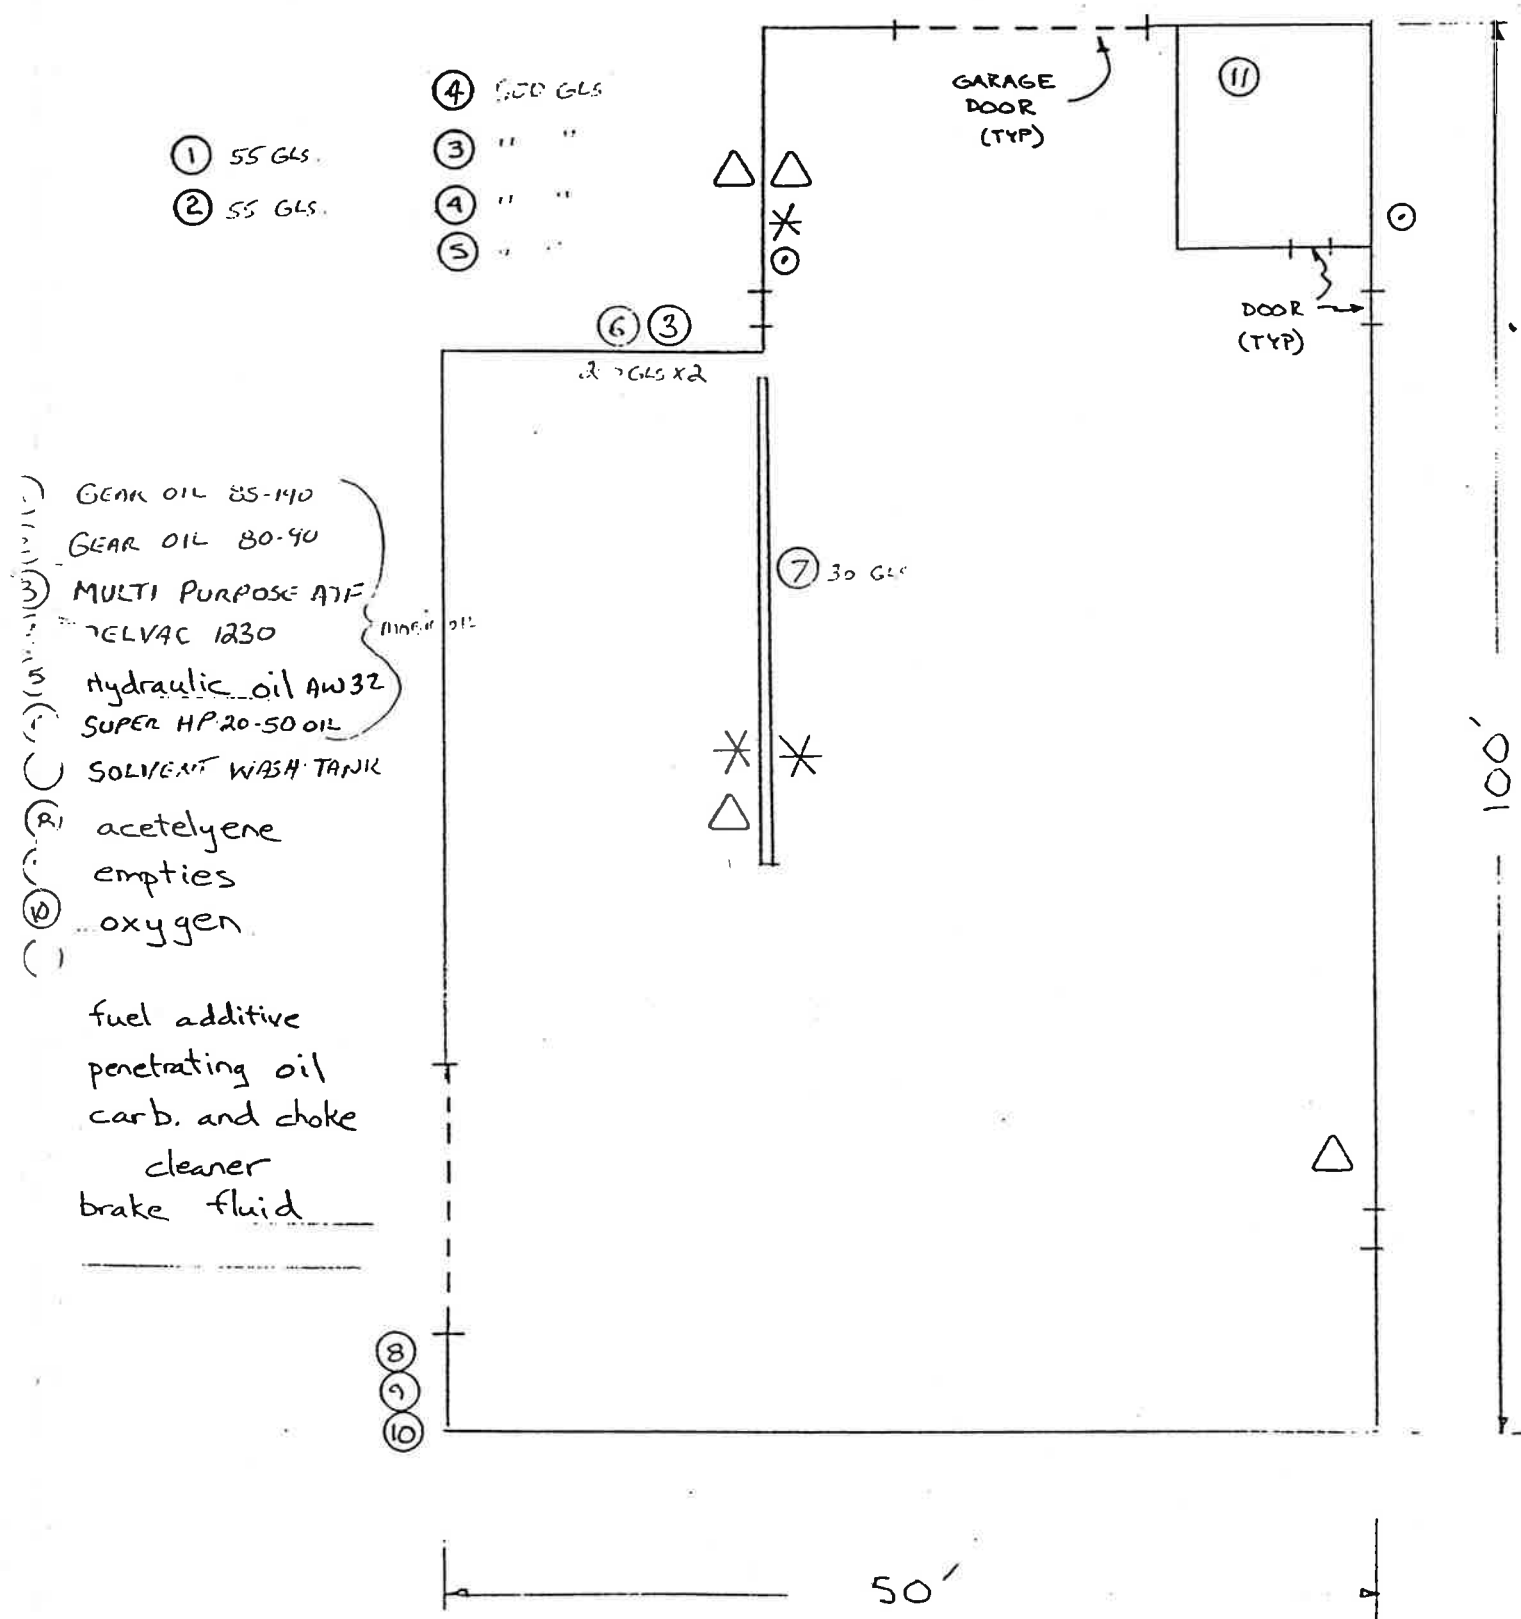 ④ 500 GLS
③ " "
④ " "
⑤ " "
① 55 GLS.
② 55 GLS.
GARAGE
DOOR
(TYP)
⑪
DOOR
(TYP)
⑥ ③
GLS X2
⑦ 30 GLS
GEAR OIL 85-140
GEAR OIL 80-90
③ MULTI PURPOSE ATF
DELVAC 1230
5 Hydraulic oil AW32
SUPER HP 20-50 OIL
SOLVENT WASH TANK
acetelyene
empties
⑩ oxygen
fuel additive
penetrating oil
carb. and choke
cleaner
brake fluid
⑧
⑨
⑩
100'
50'